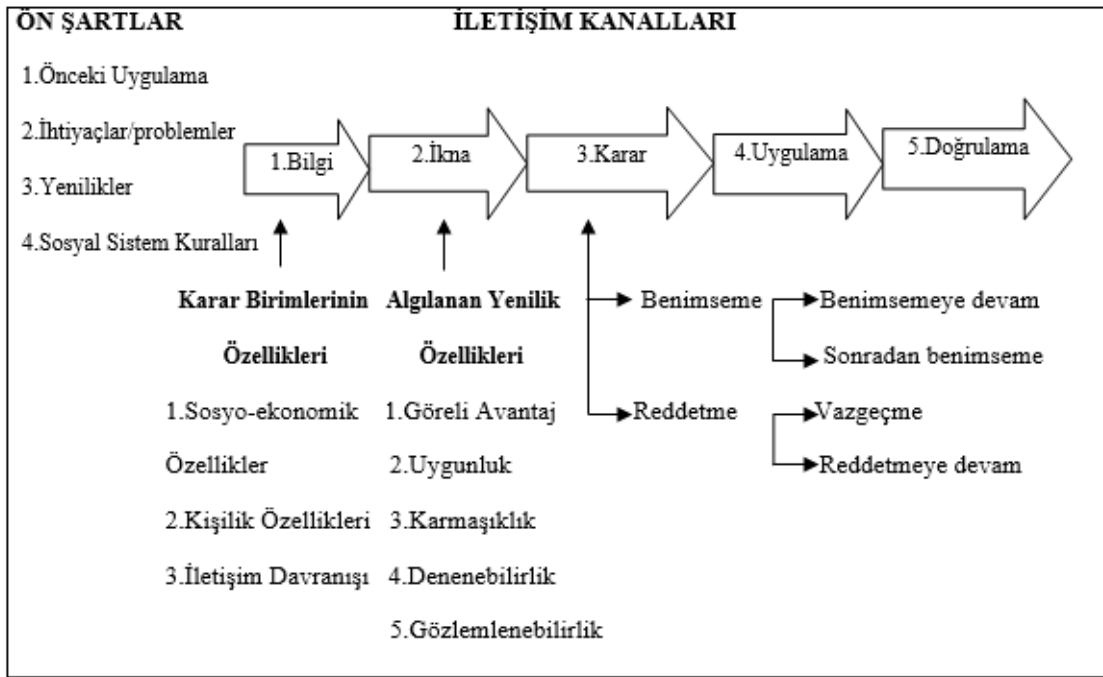 ÖN ŞARTLAR
İLETİŞİM KANALLARI
1.Önceki Uygulama
2.İhtiyaçlar/problemler
3.Yenilikler
4.Sosyal Sistem Kuralları
1.Bilgi
2.İkna
3.Karar
4.Uygulama
5.Doğrulama
Karar Birimlerinin
Özellikleri
1.Sosyo-ekonomik
Özellikler
2.Kişilik Özellikleri
3.İletişim Davranışı
Algılanan Yenilik
Özellikleri
1.Göreli Avantaj
2.Uygunluk
3.Karmaşıklık
4.Denenebilirlik
5.Gözlemlenebilirlik
Benimseme
Benimsemeye devam
Sonradan benimseme
Reddetme
Vazgeçme
Reddetmeye devam